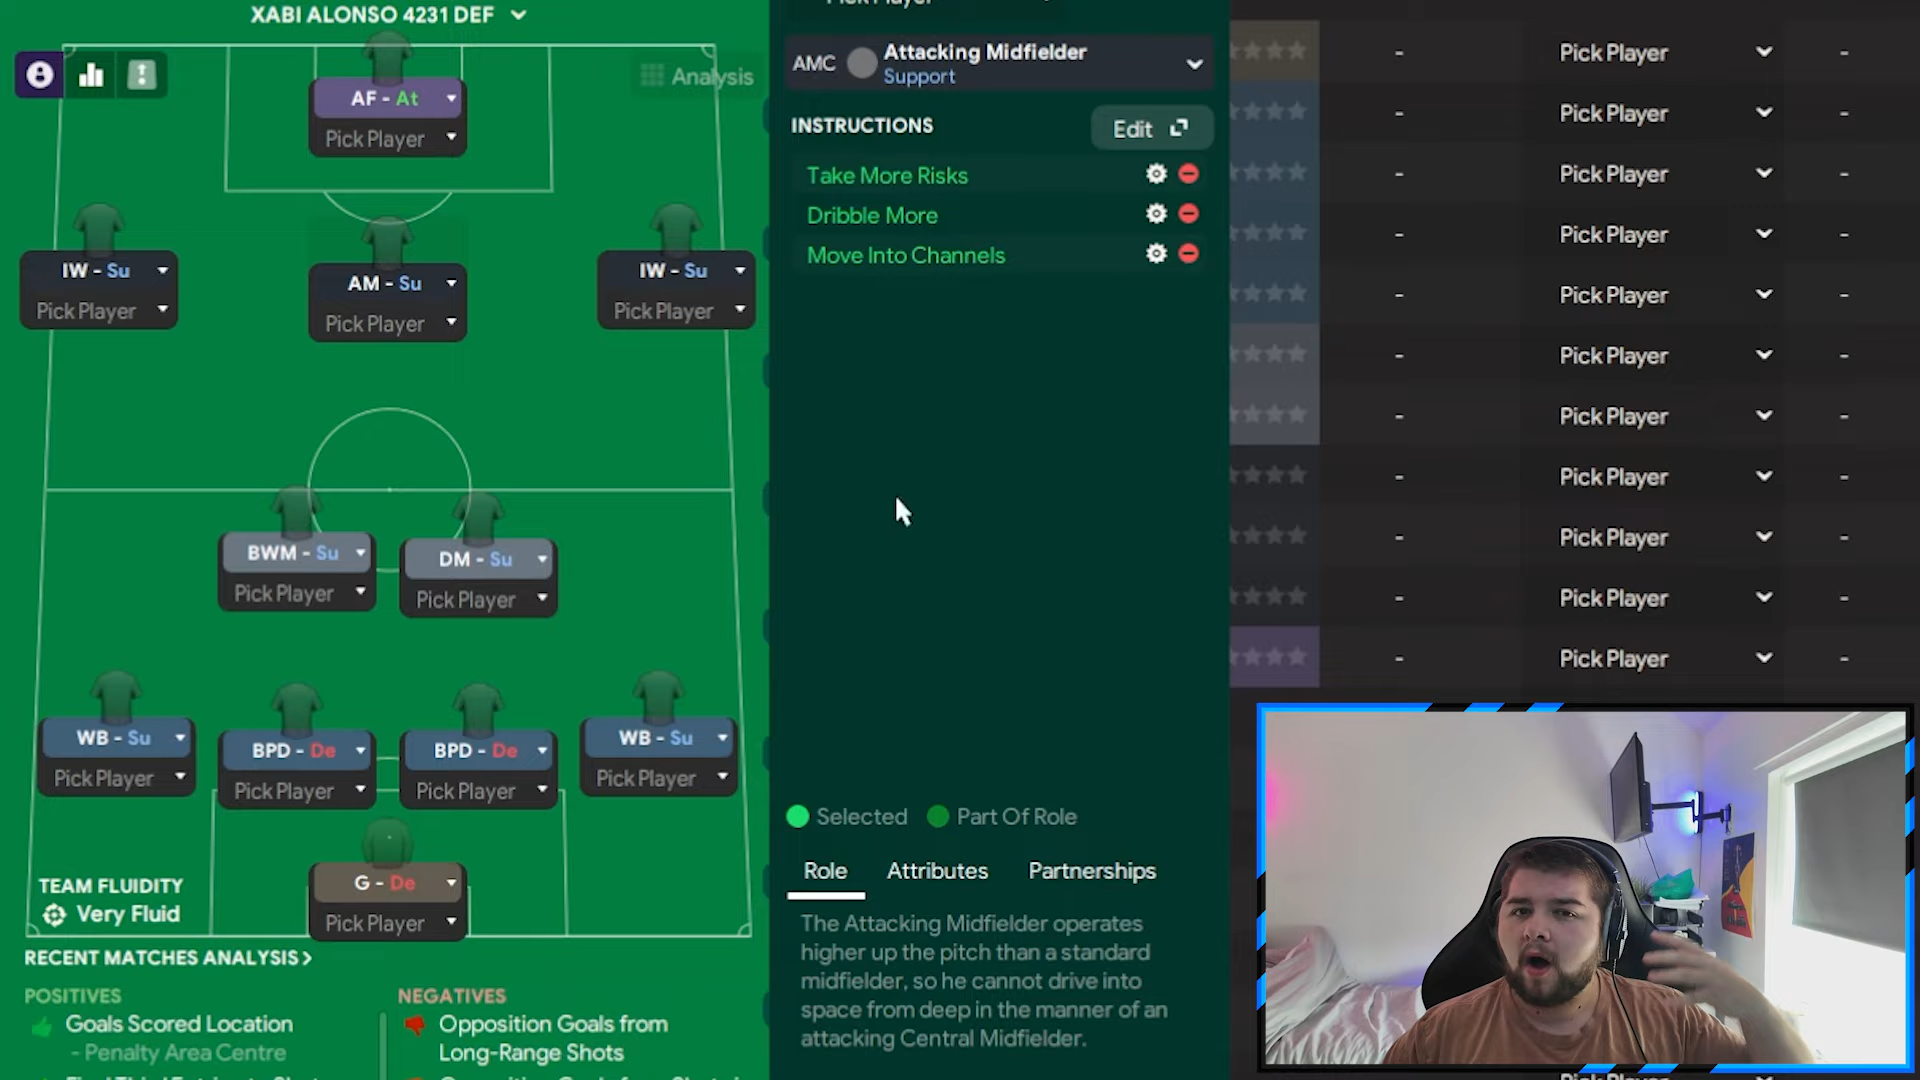 XABI ALONSO 4231 DEF
Analysis
AF - At
Pick Player
IW - Su
Pick Player
AM - Su
Pick Player
IW - Su
Pick Player
BWM - Su
Pick Player
DM - Su
Pick Player
WB - Su
Pick Player
BPD - De
Pick Player
BPD - De
Pick Player
WB - Su
Pick Player
G - De
Pick Player
TEAM FLUIDITY
Very Fluid
RECENT MATCHES ANALYSIS >
POSITIVES
Goals Scored Location
- Penalty Area Centre
NEGATIVES
Opposition Goals from
Long-Range Shots
Pick Player
AMC Attacking Midfielder
Support
INSTRUCTIONS
Edit
Take More Risks
Dribble More
Move Into Channels
Selected Part Of Role
Role Attributes Partnerships
The Attacking Midfielder operates
higher up the pitch than a standard
midfielder, so he cannot drive into
space from deep in the manner of an
attacking Central Midfielder.
- Pick Player -
- Pick Player -
- Pick Player -
- Pick Player -
- Pick Player -
- Pick Player -
- Pick Player -
- Pick Player -
- Pick Player -
- Pick Player -
- Pick Player -